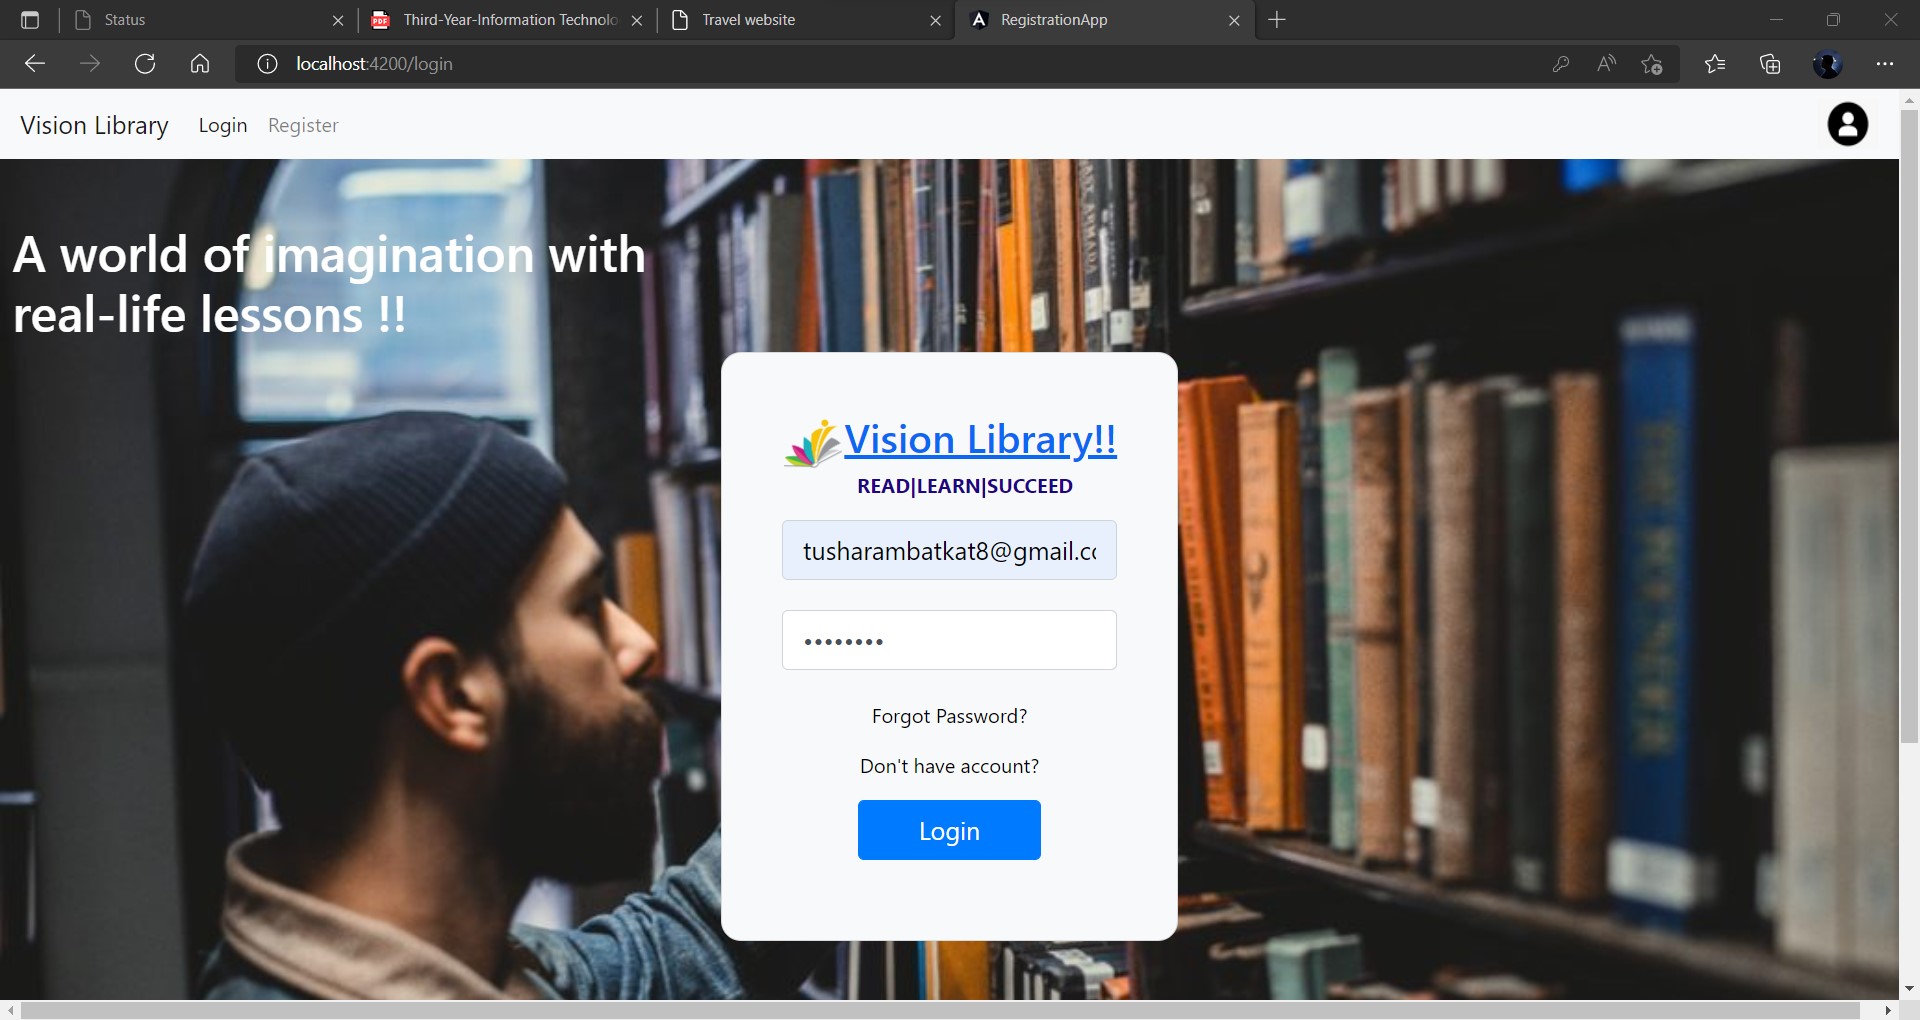 Status
Third-Year-Information Technolo
Travel website
RegistrationApp
localhost:4200/login
Vision Library
Login
Register
A world of imagination with
real-life lessons !!
Vision Library!!
READ|LEARN|SUCCEED
tusharambatkat8@gmail.co
••••••••
Forgot Password?
Don't have account?
Login